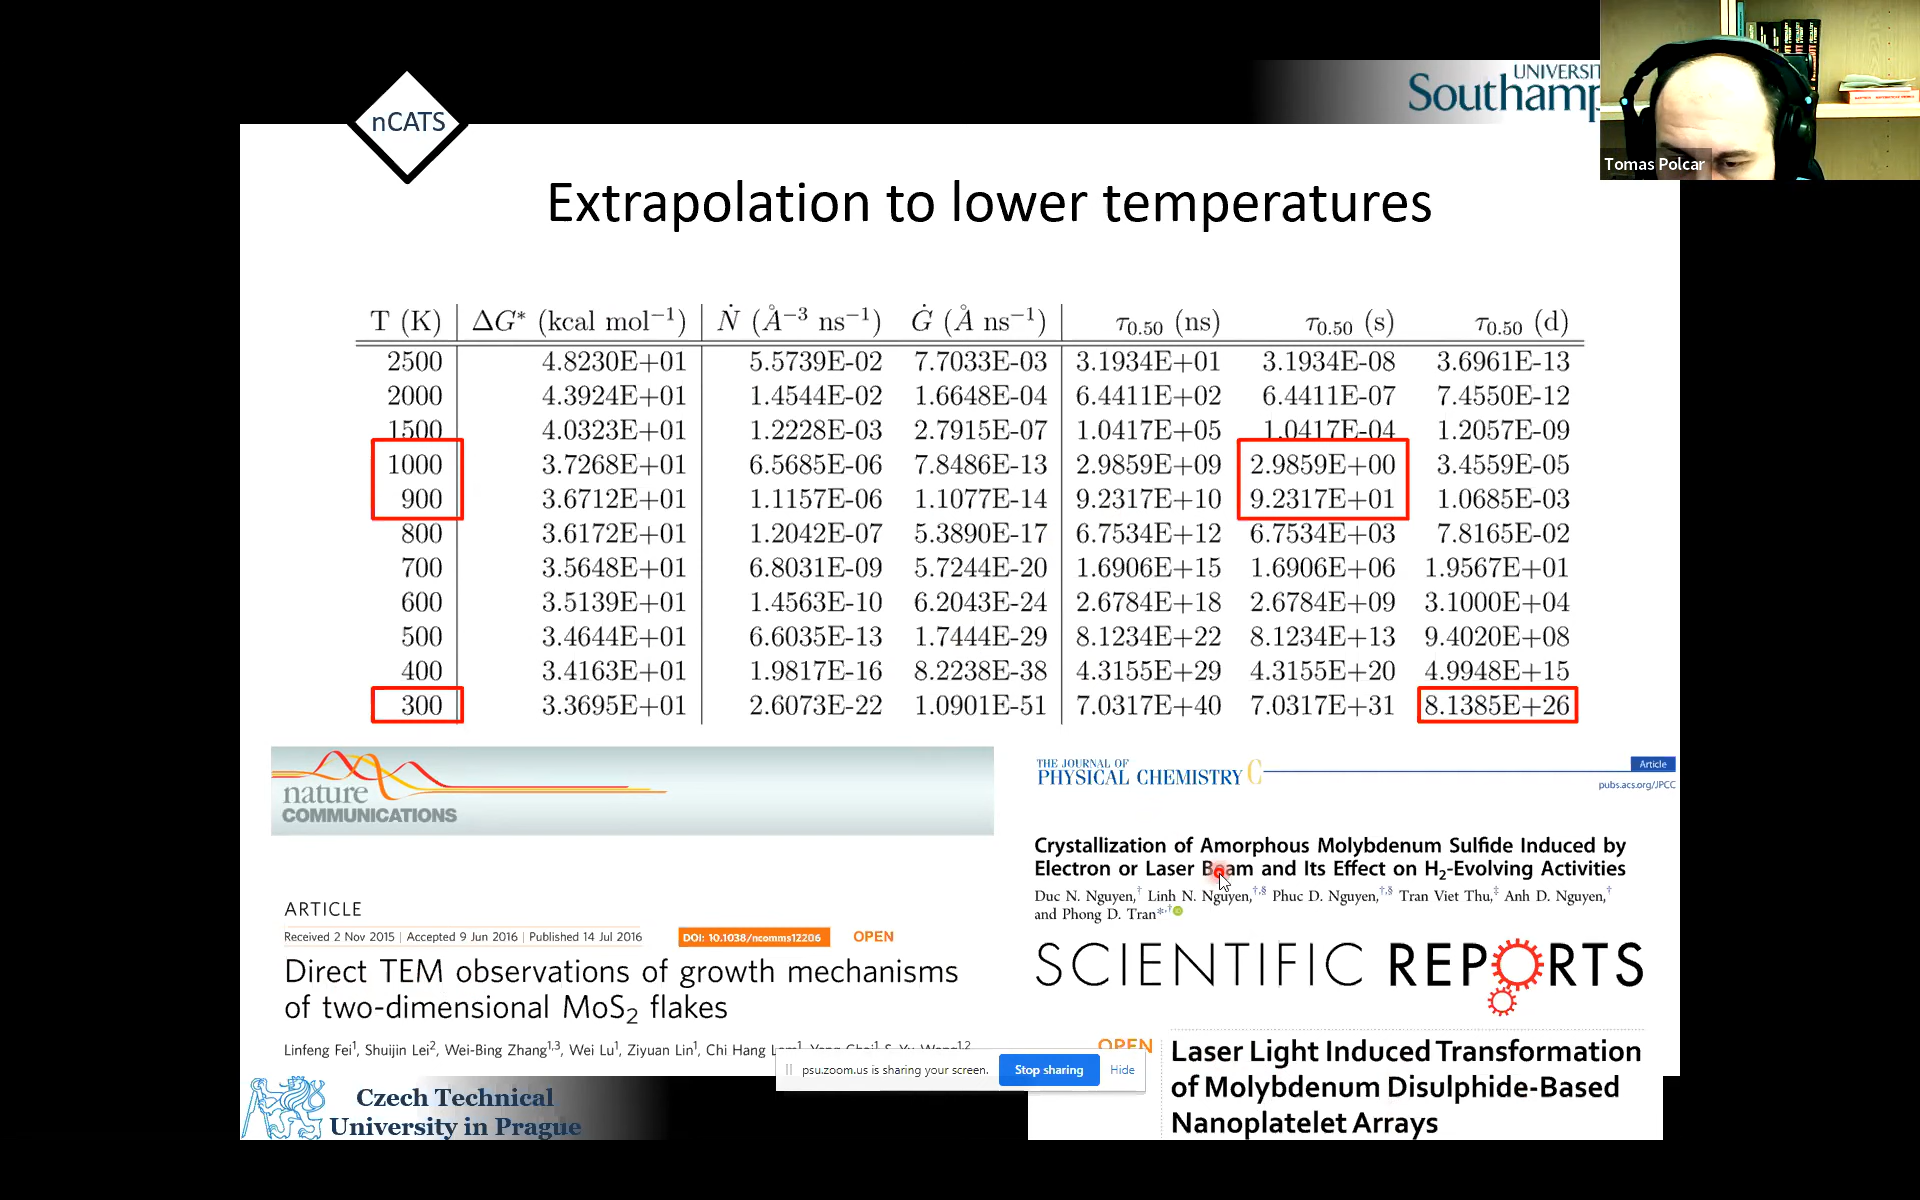 nCATS
UNIVERSIT
Southamp
Tomas Polcar
Extrapolation to lower temperatures
T (K) ΔG* (kcal mol⁻¹) Ṅ (Å⁻³ ns⁻¹) Ġ (Å ns⁻¹) τ0.50 (ns) τ0.50 (s) τ0.50 (d)
2500 4.8230E+01 5.5739E-02 7.7033E-03 3.1934E+01 3.1934E-08 3.6961E-13
2000 4.3924E+01 1.4544E-02 1.6648E-04 6.4411E+02 6.4411E-07 7.4550E-12
1500 4.0323E+01 1.2228E-03 2.7915E-07 1.0417E+05 1.0417E-04 1.2057E-09
1000 3.7268E+01 6.5685E-06 7.8486E-13 2.9859E+09 2.9859E+00 3.4559E-05
900 3.6712E+01 1.1157E-06 1.1077E-14 9.2317E+10 9.2317E+01 1.0685E-03
800 3.6172E+01 1.2042E-07 5.3890E-17 6.7534E+12 6.7534E+03 7.8165E-02
700 3.5648E+01 6.8031E-09 5.7244E-20 1.6906E+15 1.6906E+06 1.9567E+01
600 3.5139E+01 1.4563E-10 6.2043E-24 2.6784E+18 2.6784E+09 3.1000E+04
500 3.4644E+01 6.6035E-13 1.7444E-29 8.1234E+22 8.1234E+13 9.4020E+08
400 3.4163E+01 1.9817E-16 8.2238E-38 4.3155E+29 4.3155E+20 4.9948E+15
300 3.3695E+01 2.6073E-22 1.0901E-51 7.0317E+40 7.0317E+31 8.1385E+26
nature
COMMUNICATIONS
ARTICLE
Received 2 Nov 2015 | Accepted 9 Jun 2016 | Published 14 Jul 2016
DOI: 10.1038/ncomms12206
OPEN
Direct TEM observations of growth mechanisms
of two-dimensional MoS₂ flakes
Linfeng Fei¹, Shuijin Lei², Wei-Bing Zhang¹,³, Wei Lu¹, Ziyuan Lin¹, Chi Hang
THE JOURNAL OF
PHYSICAL CHEMISTRY C
Article
pubs.acs.org/JPCC
Crystallization of Amorphous Molybdenum Sulfide Induced by
Electron or Laser Beam and Its Effect on H₂-Evolving Activities
Duc N. Nguyen,† Linh N. Nguyen,†,§ Phuc D. Nguyen,†,§ Tran Viet Thu,‡ Anh D. Nguyen,†
and Phong D. Tran*,†
SCIENTIFIC REPORTS
OPEN
Laser Light Induced Transformation
of Molybdenum Disulphide-Based
Nanoplatelet Arrays
psu.zoom.us is sharing your screen.
Stop sharing
Hide
Czech Technical
University in Prague